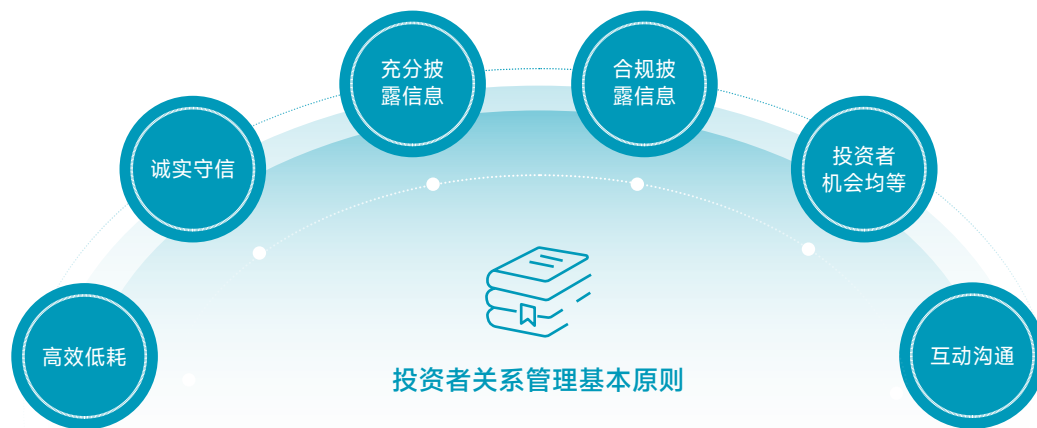 充分披
露信息
合规披
露信息
诚实守信
投资者
机会均等
高效低耗
互动沟通
投资者关系管理基本原则